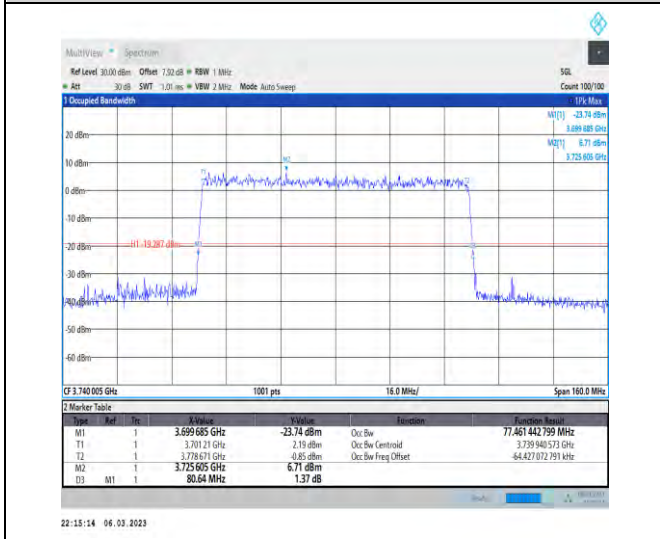 MultiView Spectrum
Ref Level 30.00 dBm Offset 7.92 dB RBW 1 MHz SGL
Att 30 dB SWT 1.01 ms VBW 2 MHz Mode Auto Sweep Count 100/100
1 Occupied Bandwidth 1Pk Max
M1[1] -23.74 dBm
3.699 685 GHz
M2[1] 6.71 dBm
3.725 605 GHz
20 dBm
10 dBm
M2
T1
0 dBm
-10 dBm
-20 dBm
H1 -19.287 dBm
M1
-30 dBm
-40 dBm
-50 dBm
-60 dBm
CF 3.740 005 GHz 1001 pts 16.0 MHz/ Span 160.0 MHz
2 Marker Table
Type Ref Trc X-Value Y-Value Function Function Result
M1 1 3.699 685 GHz -23.74 dBm Occ Bw 77.461 442 799 MHz
T1 1 3.701 21 GHz 2.19 dBm Occ Bw Centroid 3.739 940 573 GHz
T2 1 3.778 671 GHz -0.85 dBm Occ Bw Freq Offset -64.427 072 791 kHz
M2 1 3.725 605 GHz 6.71 dBm
D3 M1 1 80.64 MHz 1.37 dB
22:15:14 06.03.2023